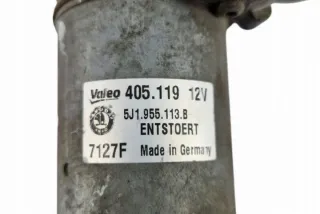 Valeo 405.119 12V
5J1.955.113.B
ENTSTOERT
7127F Made in Germany